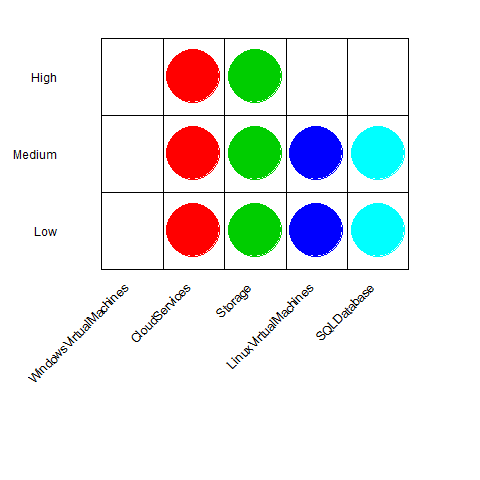 High
Medium
Low
WindowsVirtualMachines
CloudServices
Storage
LinuxVirtualMachines
SQLDatabase